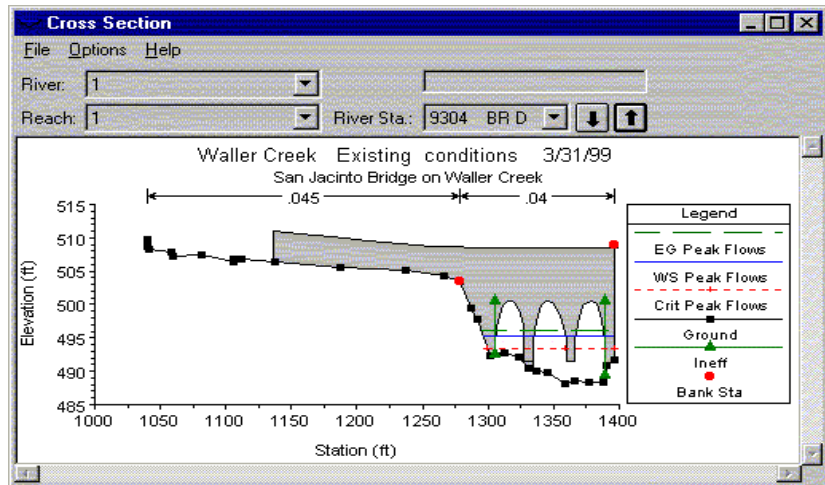 Cross Section
File Options Help
River: 1
Reach: 1 River Sta.: 9304 BR D
Waller Creek Existing conditions 3/31/99
San Jacinto Bridge on Waller Creek
.045 .04
515
510
505
500
495
490
485
Elevation (ft)
1000 1050 1100 1150 1200 1250 1300 1350 1400
Station (ft)
Legend
EG Peak Flows
WS Peak Flows
Crit Peak Flows
Ground
Ineff
Bank Sta